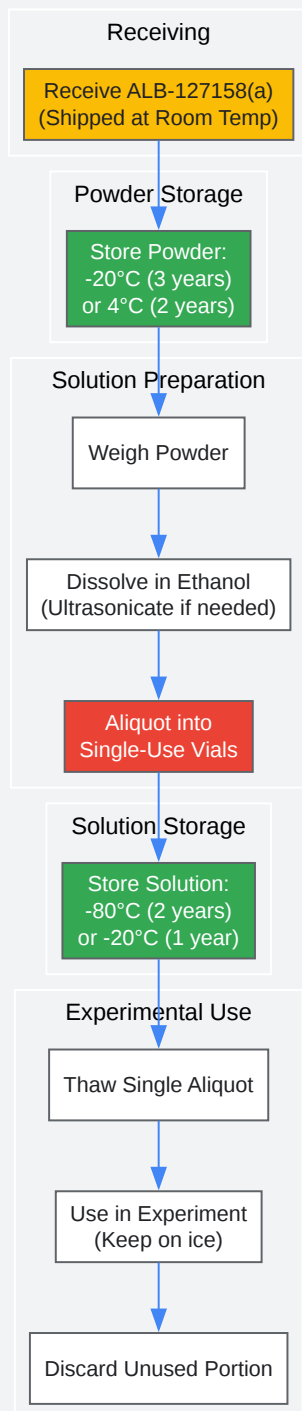 Receiving
Receive ALB-127158(a)
(Shipped at Room Temp)
Powder Storage
Store Powder:
-20°C (3 years)
or 4°C (2 years)
Solution Preparation
Weigh Powder
Dissolve in Ethanol
(Ultrasonicate if needed)
Aliquot into
Single-Use Vials
Solution Storage
Store Solution:
-80°C (2 years)
or -20°C (1 year)
Experimental Use
Thaw Single Aliquot
Use in Experiment
(Keep on ice)
Discard Unused Portion